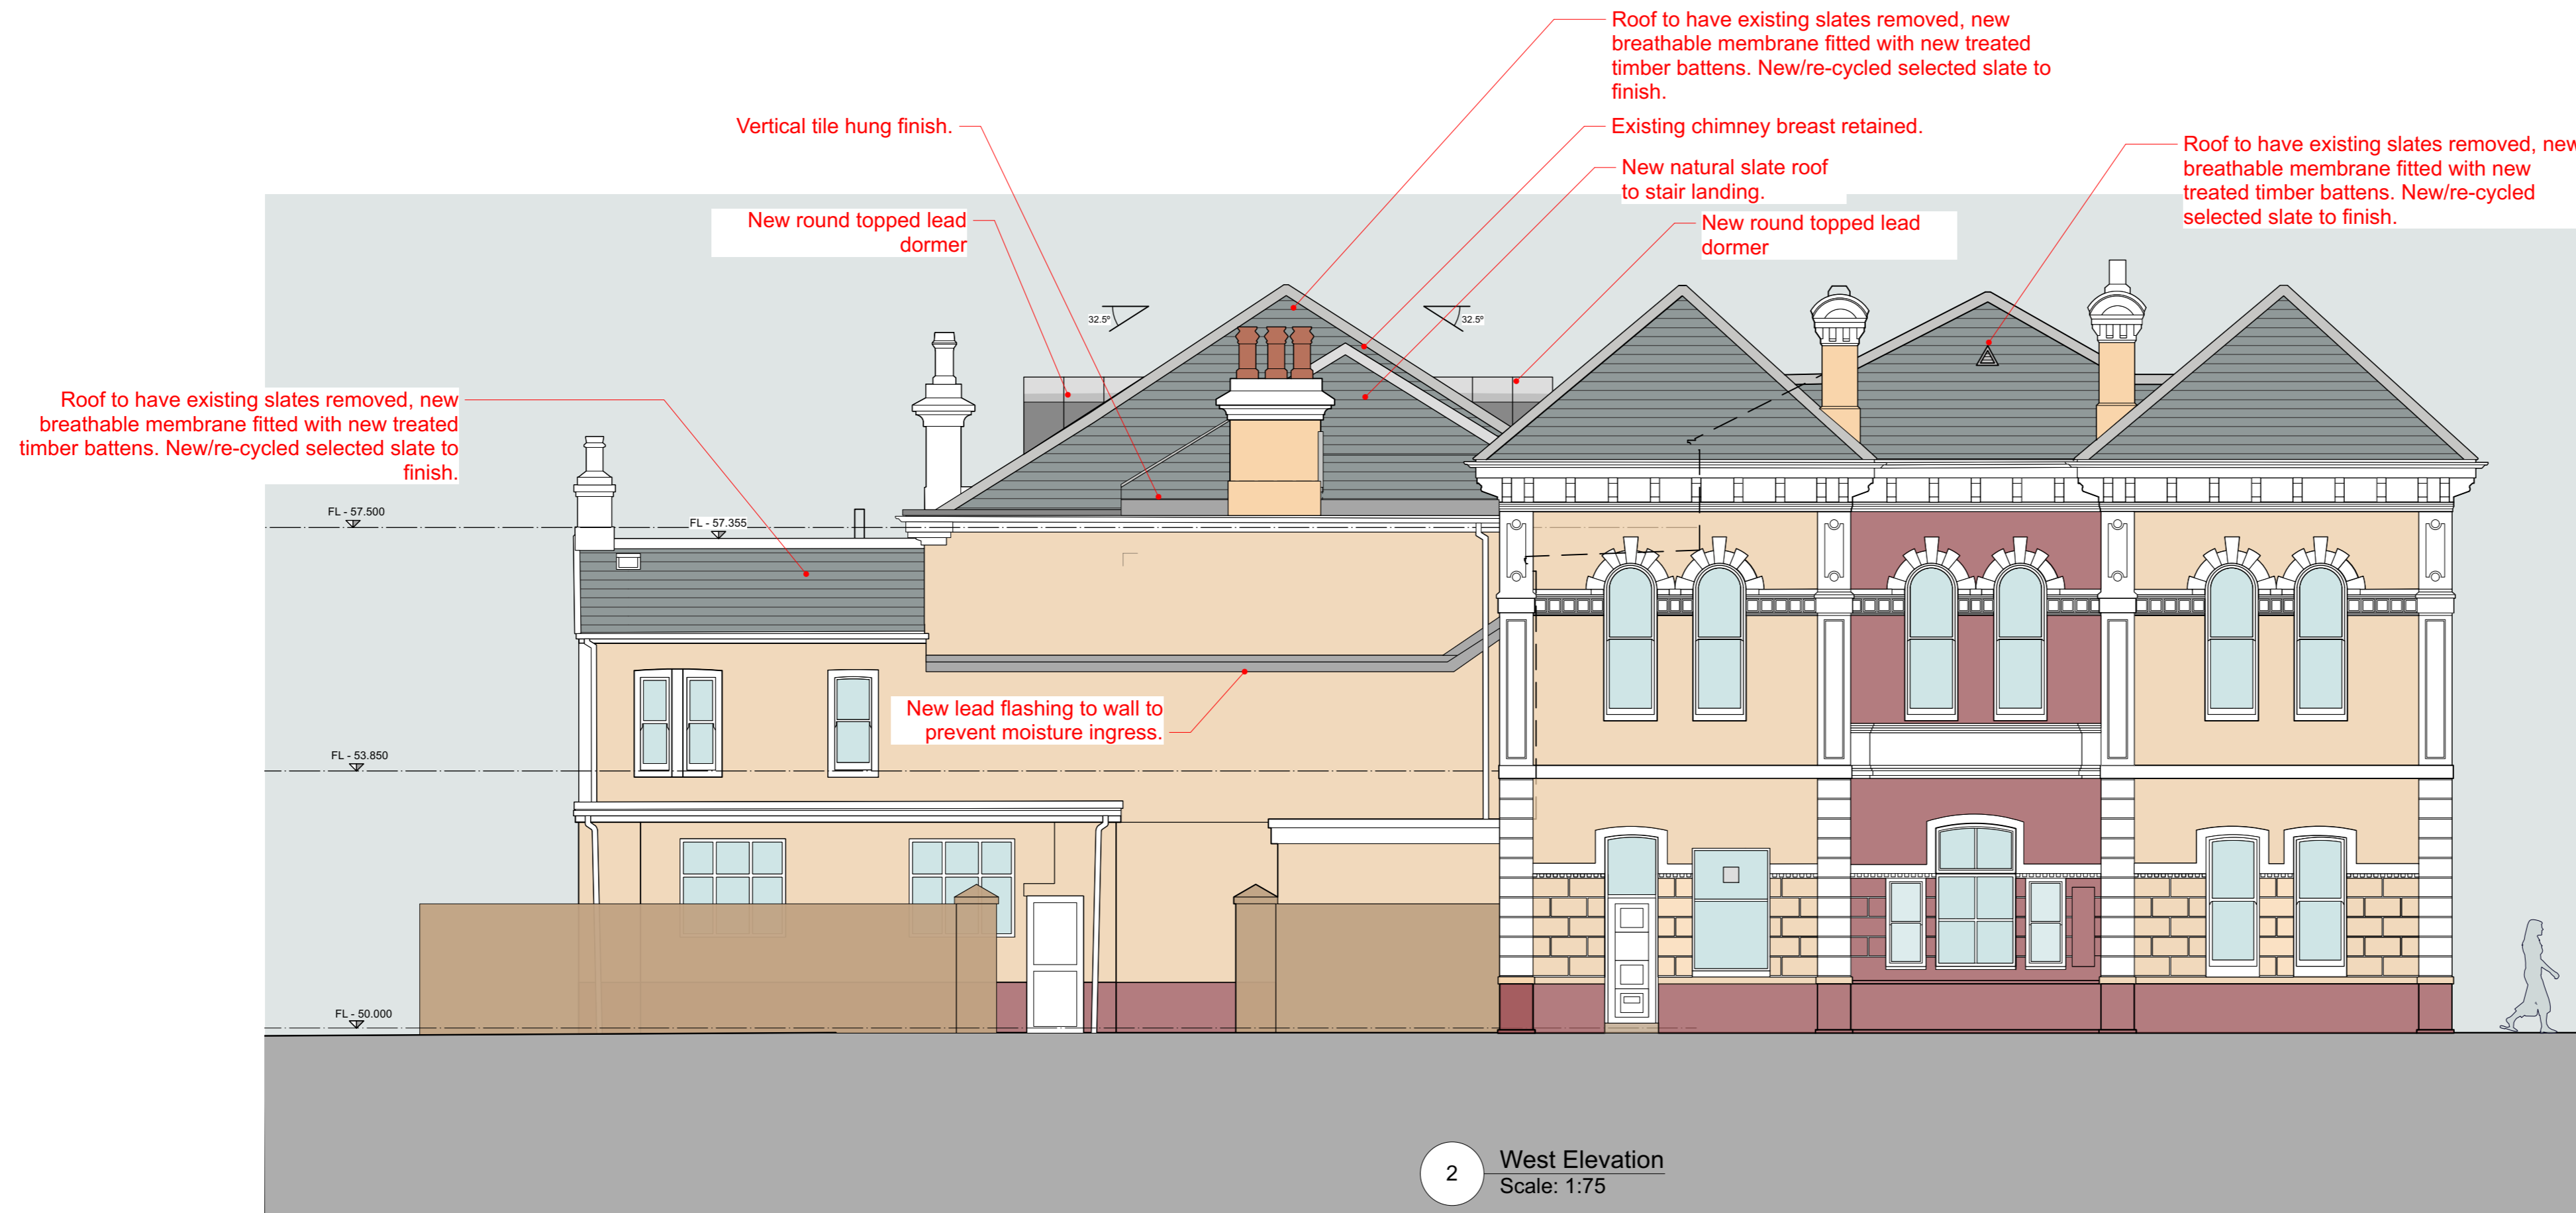 Roof to have existing slates removed, new
breathable membrane fitted with new treated
timber battens. New/re-cycled selected slate to
finish.
Vertical tile hung finish.
Existing chimney breast retained.
Roof to have existing slates removed, new
breathable membrane fitted with new
treated timber battens. New/re-cycled
selected slate to finish.
New natural slate roof
to stair landing.
New round topped lead
dormer
New round topped lead
dormer
32.5°
32.5°
Roof to have existing slates removed, new
breathable membrane fitted with new treated
timber battens. New/re-cycled selected slate to
finish.
FL - 57.500
FL - 57.355
New lead flashing to wall to
prevent moisture ingress.
FL - 53.850
FL - 50.000
2
West Elevation
Scale: 1:75